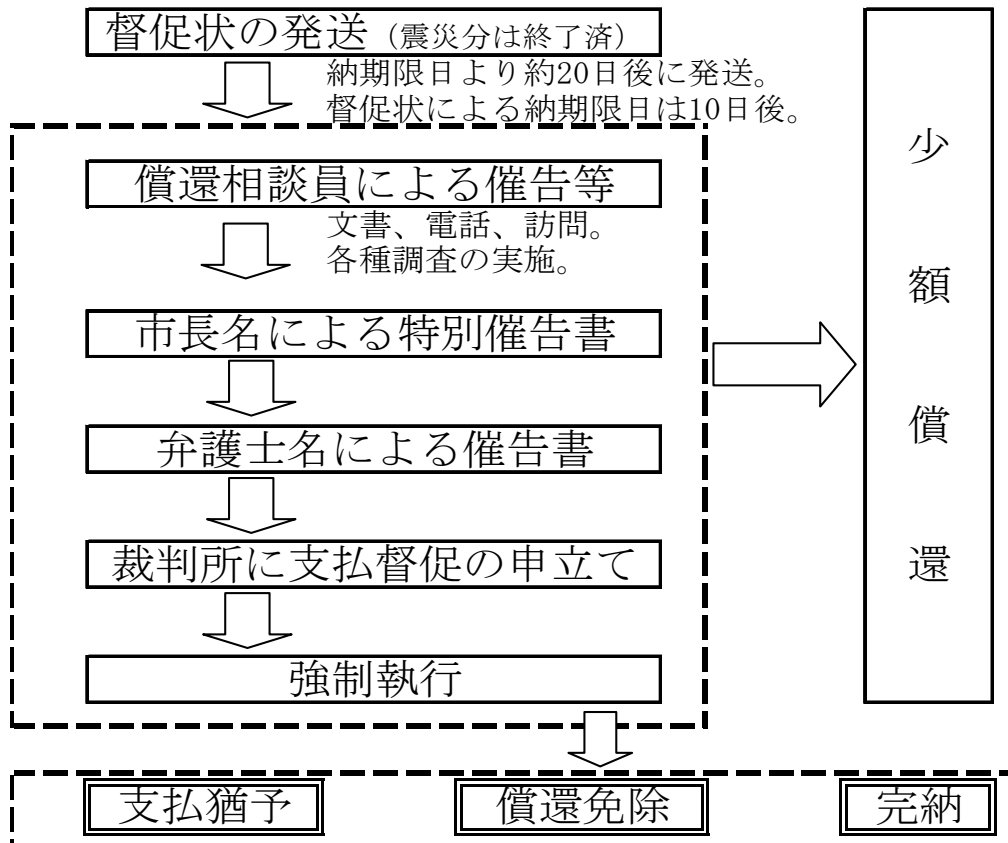 督促状の発送（震災分は終了済）
納期限日より約20日後に発送。
督促状による納期限日は10日後。
償還相談員による催告等
文書、電話、訪問。
各種調査の実施。
市長名による特別催告書
弁護士名による催告書
裁判所に支払督促の申立て
強制執行
少額償還
支払猶予
償還免除
完納